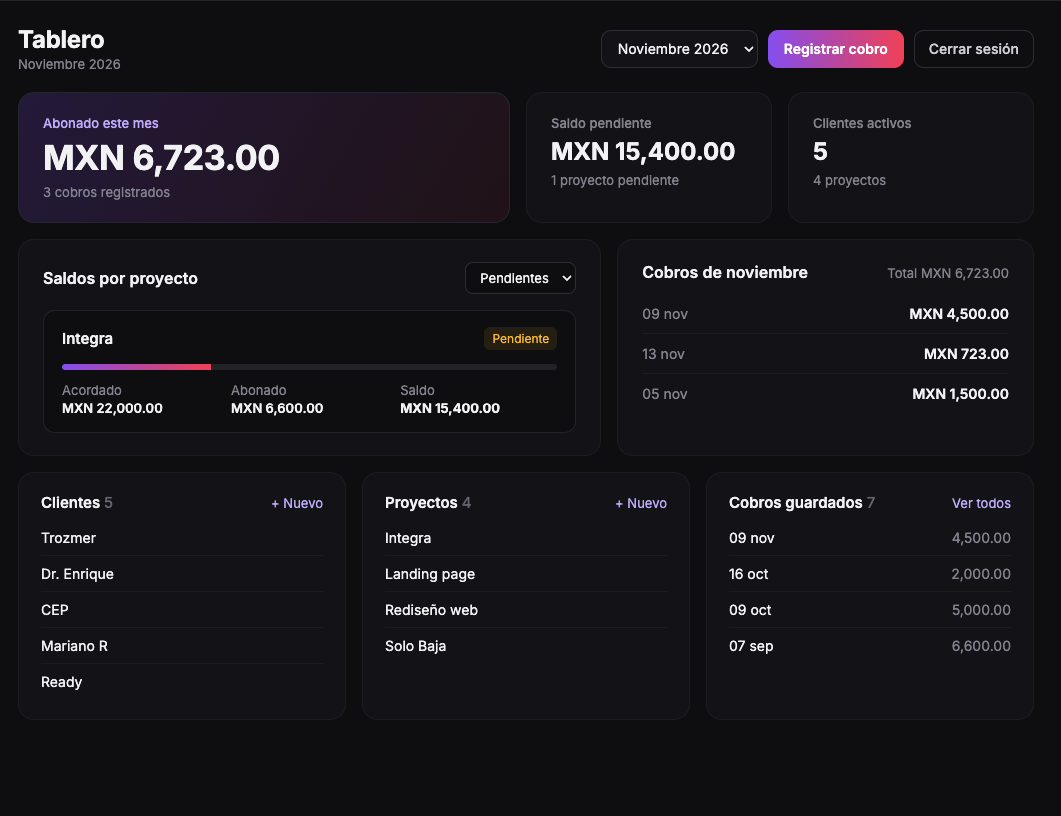 Tablero
Noviembre 2026
Noviembre 2026
Registrar cobro
Cerrar sesión
Abonado este mes
MXN 6,723.00
3 cobros registrados
Saldo pendiente
MXN 15,400.00
1 proyecto pendiente
Clientes activos
5
4 proyectos
Saldos por proyecto
Pendientes
Integra
Pendiente
Acordado
MXN 22,000.00
Abonado
MXN 6,600.00
Saldo
MXN 15,400.00
Cobros de noviembre
Total MXN 6,723.00
09 nov MXN 4,500.00
13 nov MXN 723.00
05 nov MXN 1,500.00
Clientes 5
+ Nuevo
Trozmer
Dr. Enrique
CEP
Mariano R
Ready
Proyectos 4
+ Nuevo
Integra
Landing page
Rediseño web
Solo Baja
Cobros guardados 7
Ver todos
09 nov 4,500.00
16 oct 2,000.00
09 oct 5,000.00
07 sep 6,600.00